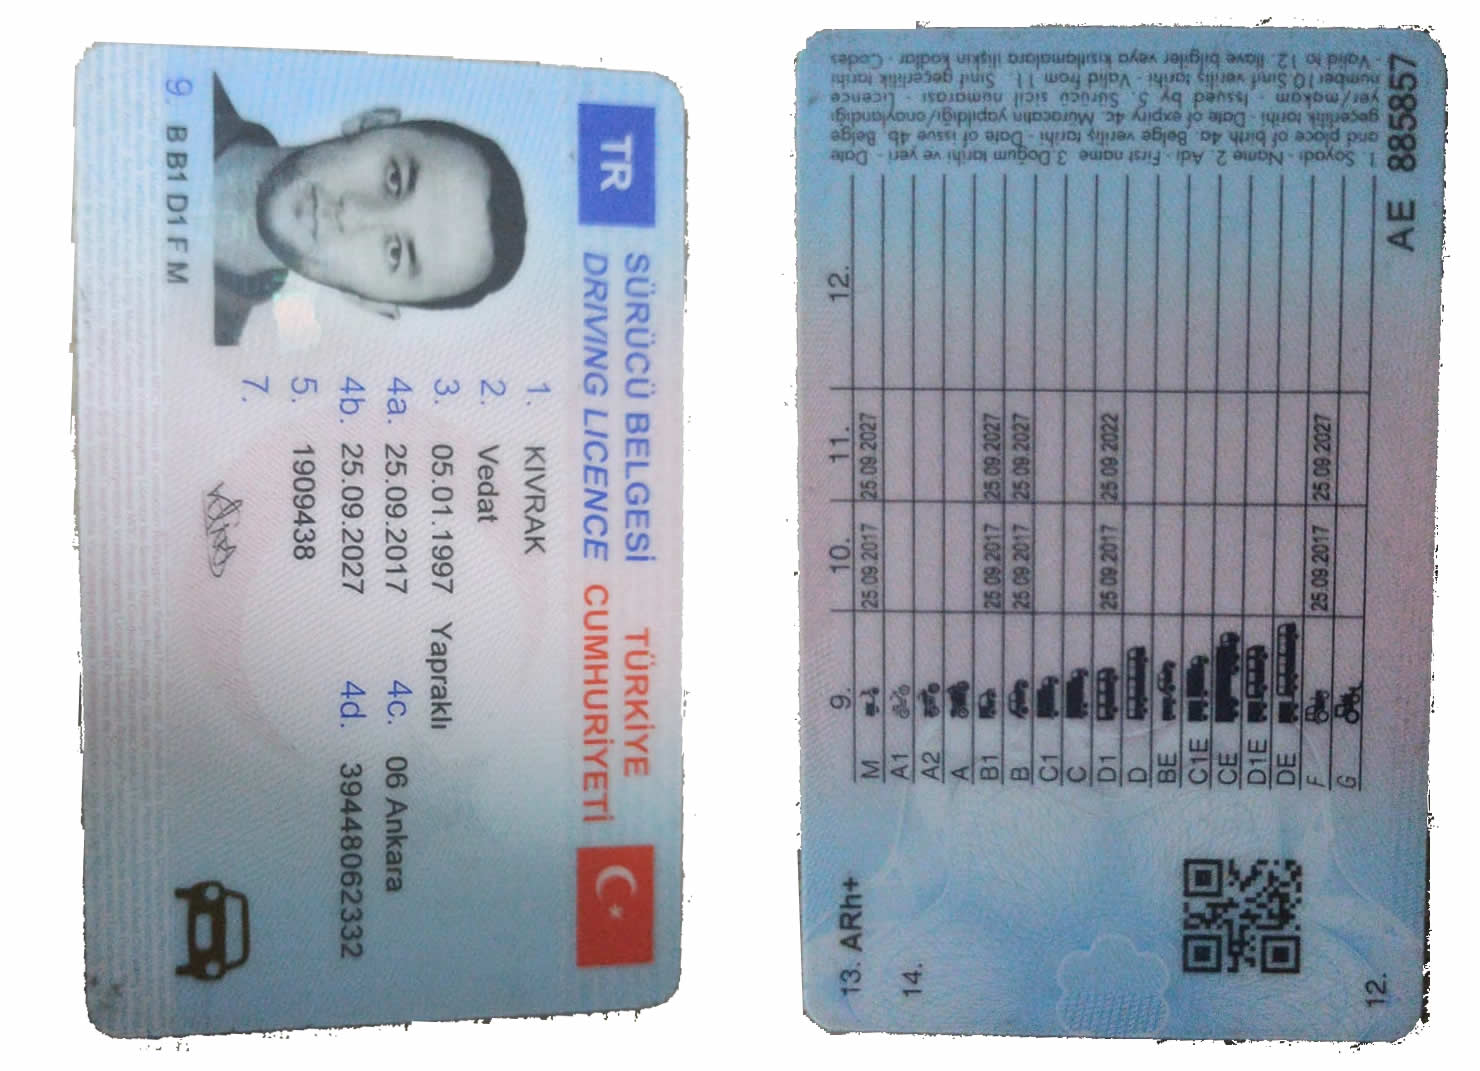 TR
SÜRÜCÜ BELGESİ TÜRKİYE
DRIVING LICENCE CUMHURİYETİ
1. KIVRAK
2. Vedat
3. 05.01.1997 Yapraklı
4a. 25.09.2017 4c. 06 Ankara
4b. 25.09.2027 4d. 39448062332
5. 1909438
7.
9. B B1 D1 F M
AE 885857
1. Soyadı - Name 2. Adı - First name 3.Doğum tarihi ve yeri - Date
and place of birth 4a. Belge veriliş tarihi - Date of issue 4b. Belge
geçerlilik tarihi - Date of expiry 4c. Müracatın yapıldığı/onaylandığı
yer/makam - Issued by 5. Sürücü sicil numarası - Licence
number 10.Sınıf veriliş tarihi - Valid from 11. Sınıf geçerlilik tarihi
- Valid to 12. İlave bilgiler veya kısıtlamalara ilişkin kodlar - Codes
9. 10. 11. 12.
M 25.09.2017 25.09.2027
A1
A2
A
B1 25.09.2017 25.09.2027
B 25.09.2017 25.09.2027
C1
C
D1 25.09.2017 25.09.2022
D
BE
C1E
CE
D1E
DE
F 25.09.2017 25.09.2027
G
13. ARh+
14.
12.